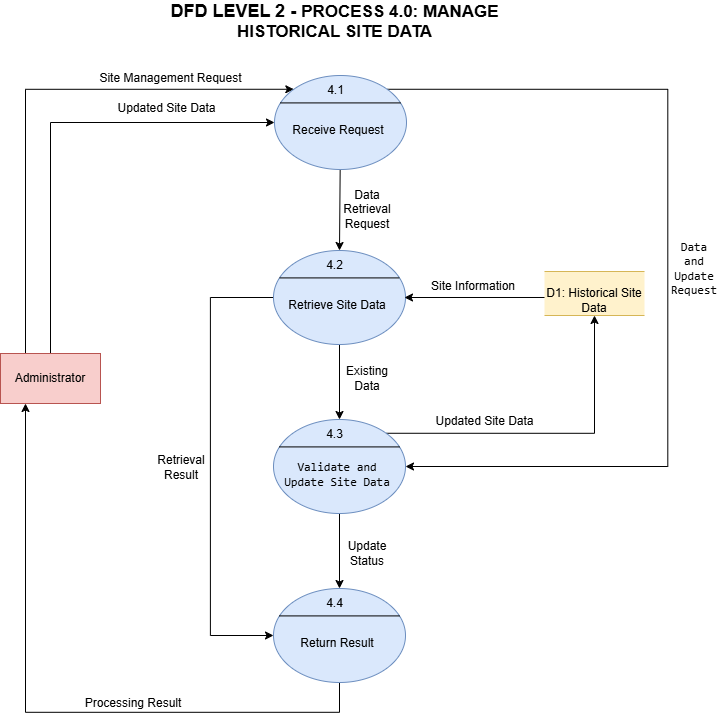 DFD LEVEL 2 - PROCESS 4.0: MANAGE
HISTORICAL SITE DATA
Site Management Request
4.1
Updated Site Data
Receive Request
Data
Retrieval
Request
Data
and
Update
Request
4.2
Site Information
D1: Historical Site
Data
Retrieve Site Data
Administrator
Existing
Data
Updated Site Data
4.3
Retrieval
Result
Validate and
Update Site Data
Update
Status
4.4
Return Result
Processing Result